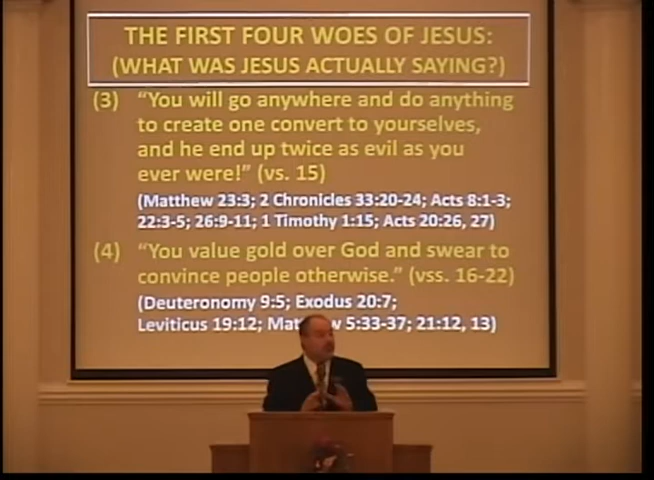 THE FIRST FOUR WOES OF JESUS:
(WHAT WAS JESUS ACTUALLY SAYING?)
(3) "You will go anywhere and do anything
to create one convert to yourselves,
and he end up twice as evil as you
ever were!" (vs. 15)
(Matthew 23:3; 2 Chronicles 33:20-24; Acts 8:1-3;
22:3-5; 26:9-11; 1 Timothy 1:15; Acts 20:26, 27)
(4) "You value gold over God and swear to
convince people otherwise." (vss. 16-22)
(Deuteronomy 9:5; Exodus 20:7;
Leviticus 19:12; Mat w 5:33-37; 21:12, 13)